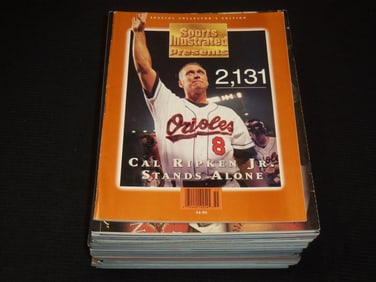 SPECIAL COLLECTOR'S EDITION
Sports
Illustrated
Presents
2,131
Orioles
8
CAL RIPKEN JR.
STANDS ALONE